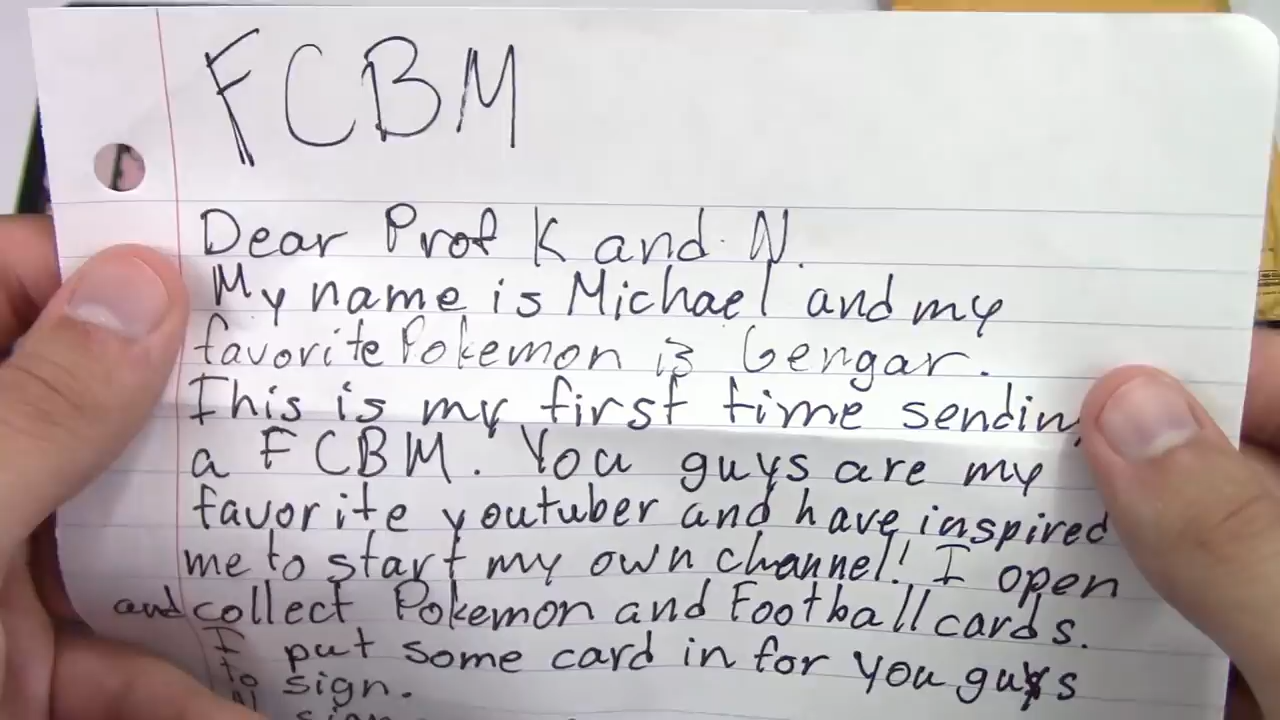 FCBM
Dear Prof K and N.
My name is Michael and my
favorite Pokemon is Gengar.
This is my first time sendin
a FCBM. You guys are my
favorite youtuber and have inspired
me to start my own channel! I open
and collect Pokemon and Football cards.
I put some card in for you guys
to sign.